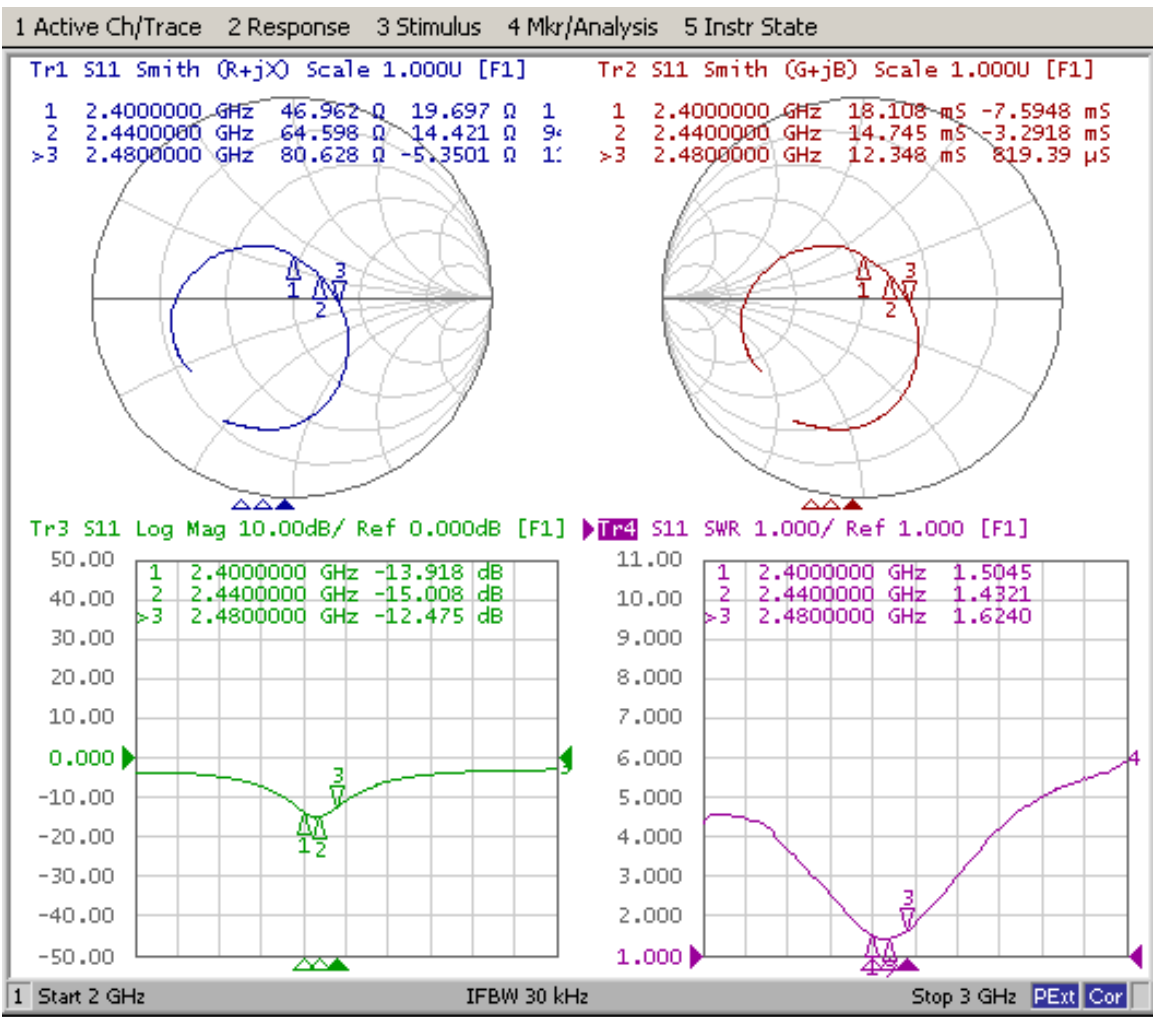 1 Active Ch/Trace 2 Response 3 Stimulus 4 Mkr/Analysis 5 Instr State
Tr1 S11 Smith (R+jX) Scale 1.000U [F1]
1 2.4000000 GHz 46.962 Ω 19.697 Ω 1
2 2.4400000 GHz 64.598 Ω 14.421 Ω
>3 2.4800000 GHz 80.628 Ω -5.3501 Ω
3
1
2
Tr2 S11 Smith (G+jB) Scale 1.000U [F1]
1 2.4000000 GHz 18.108 mS -7.5948 mS
2 2.4400000 GHz 14.745 mS -3.2918 mS
>3 2.4800000 GHz 12.348 mS 819.39 µS
3
1
2
Tr3 S11 Log Mag 10.00dB/ Ref 0.000dB [F1]
50.00
40.00
30.00
20.00
10.00
0.000
-10.00
-20.00
-30.00
-40.00
-50.00
1 2.4000000 GHz -13.918 dB
2 2.4400000 GHz -15.008 dB
>3 2.4800000 GHz -12.475 dB
3
1 2
Tr4 S11 SWR 1.000/ Ref 1.000 [F1]
11.00
10.00
9.000
8.000
7.000
6.000
5.000
4.000
3.000
2.000
1.000
1 2.4000000 GHz 1.5045
2 2.4400000 GHz 1.4321
>3 2.4800000 GHz 1.6240
4
3
1 Start 2 GHz IFBW 30 kHz Stop 3 GHz PExt Cor